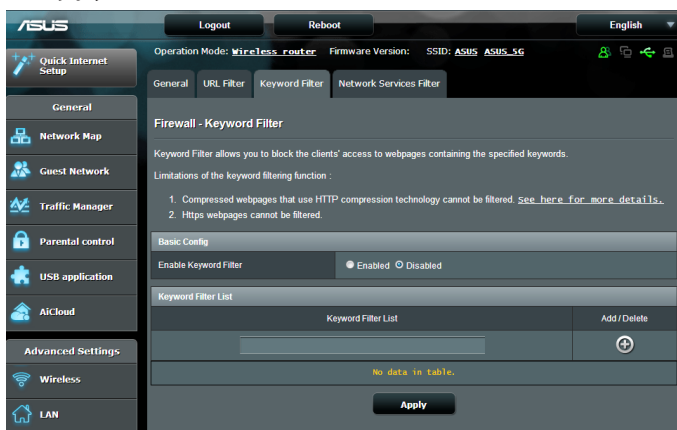 ASUS
Logout
Reboot
English
Quick Internet
Setup
Operation Mode: Wireless router Firmware Version: SSID: ASUS ASUS_5G
General
URL Filter
Keyword Filter
Network Services Filter
General
Network Map
Guest Network
Traffic Manager
Parental control
USB application
AiCloud
Advanced Settings
Wireless
LAN
Firewall - Keyword Filter
Keyword Filter allows you to block the clients' access to webpages containing the specified keywords.
Limitations of the keyword filtering function :
1. Compressed webpages that use HTTP compression technology cannot be filtered. See here for more details.
2. Https webpages cannot be filtered.
Basic Config
Enable Keyword Filter
Enabled Disabled
Keyword Filter List
Keyword Filter List
Add / Delete
No data in table.
Apply